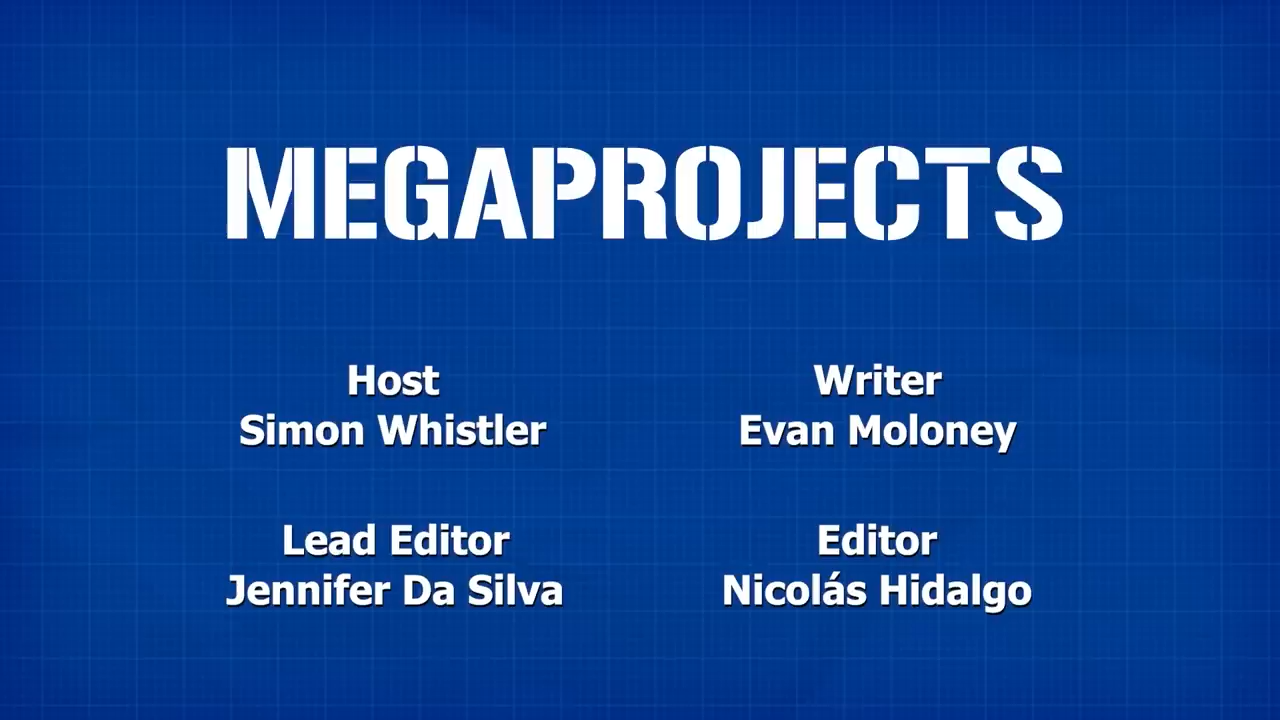 MEGAPROJECTS
Host
Simon Whistler
Writer
Evan Moloney
Lead Editor
Jennifer Da Silva
Editor
Nicolás Hidalgo